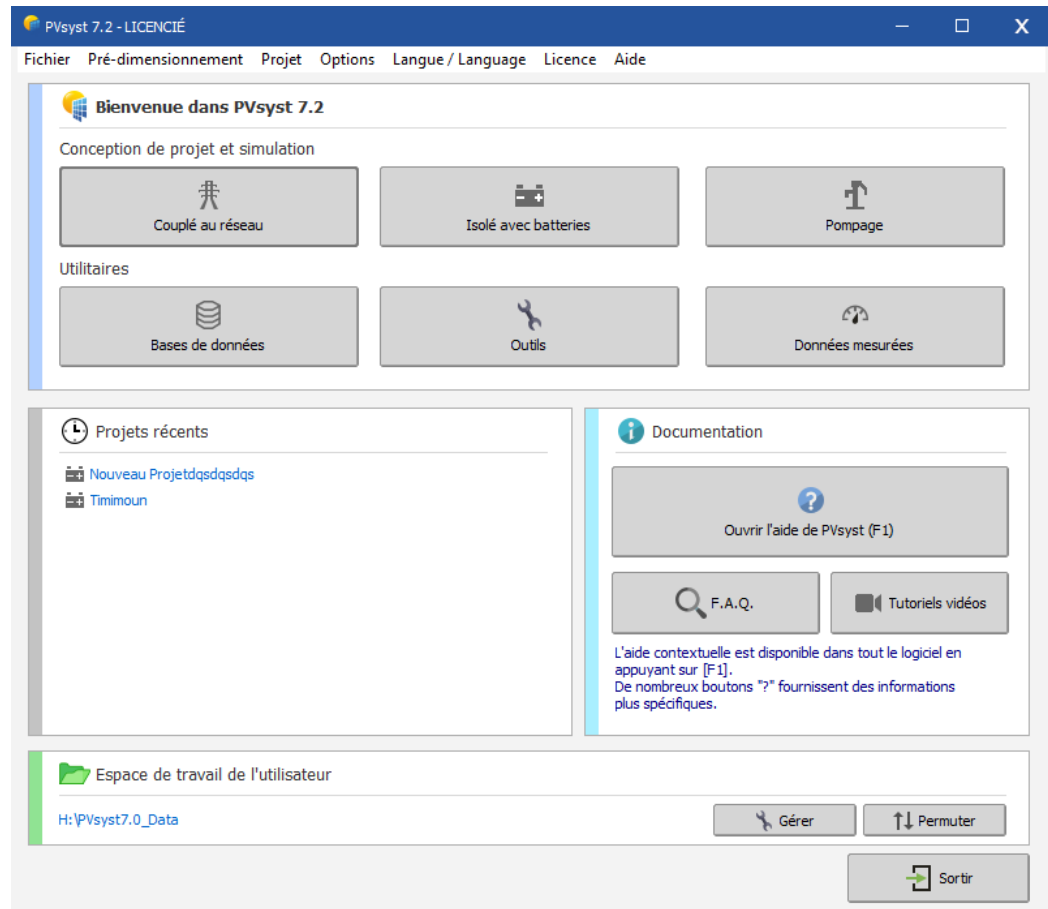 PVsyst 7.2 - LICENCIÉ
Fichier Pré-dimensionnement Projet Options Langue / Language Licence Aide
Bienvenue dans PVsyst 7.2
Conception de projet et simulation
Couplé au réseau
Isolé avec batteries
Pompage
Utilitaires
Bases de données
Outils
Données mesurées
Projets récents
Nouveau Projetdqsdqsdqs
Timimoun
Documentation
Ouvrir l'aide de PVsyst (F1)
F.A.Q.
Tutoriels vidéos
L'aide contextuelle est disponible dans tout le logiciel en
appuyant sur [F1].
De nombreux boutons "?" fournissent des informations
plus spécifiques.
Espace de travail de l'utilisateur
H:\PVsyst7.0_Data
Gérer
Permuter
Sortir